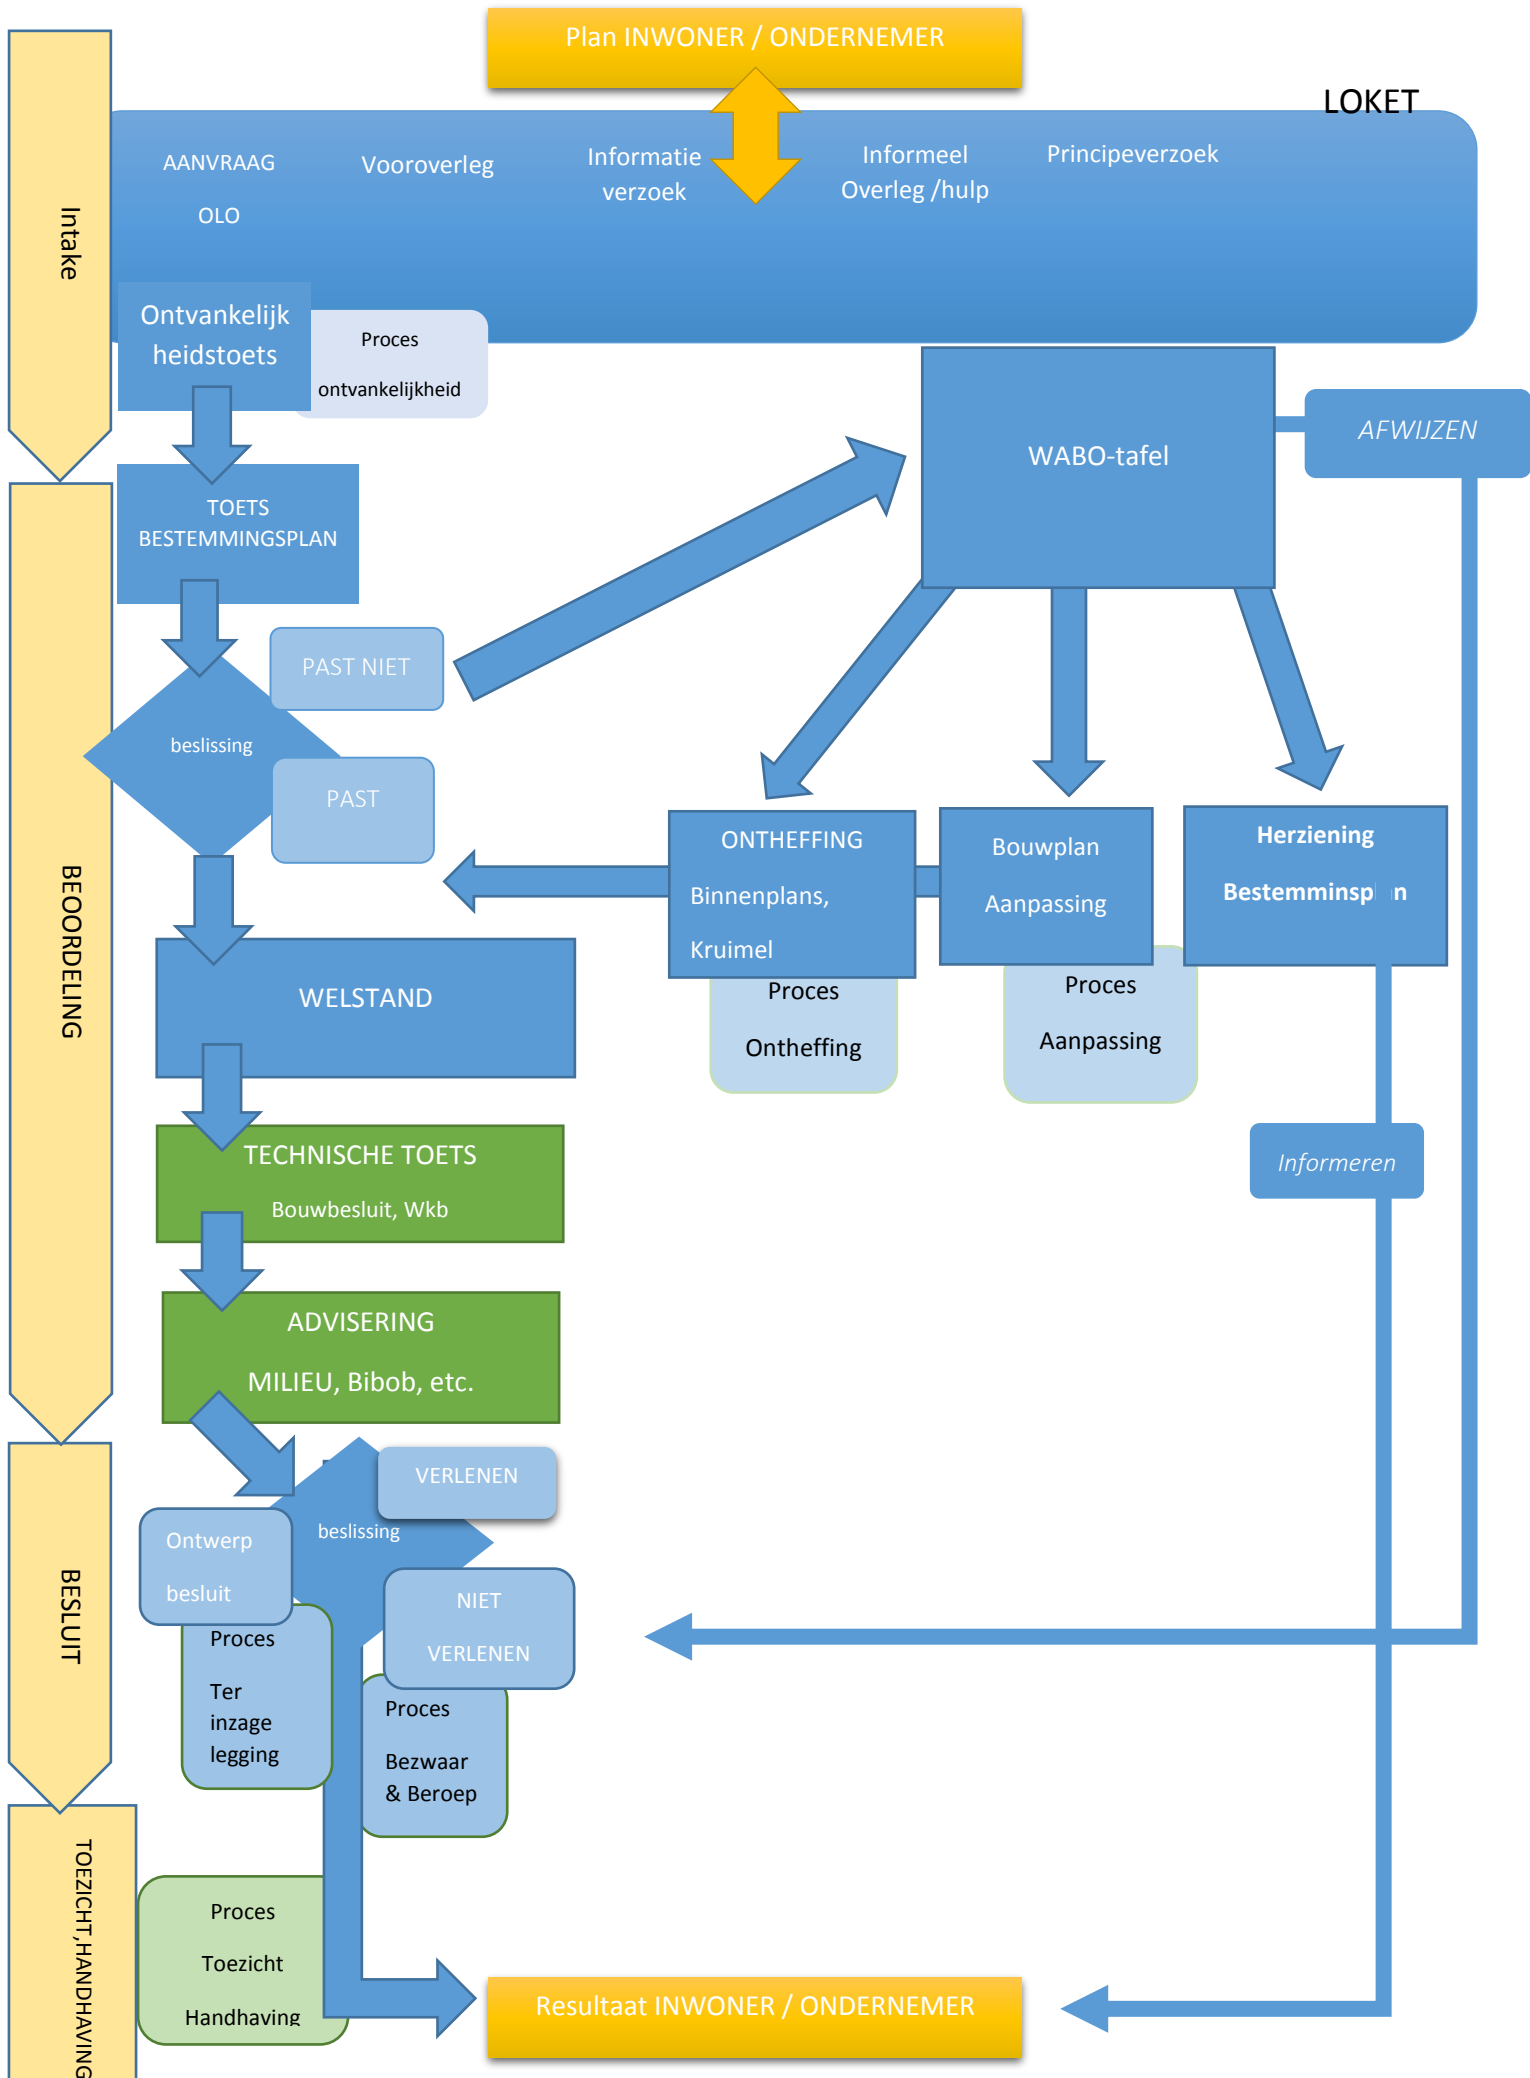 Plan INWONER / ONDERNEMER
LOKET
AANVRAAG
OLO
Vooroverleg
Informatie
verzoek
Informeel
Overleg /hulp
Principeverzoek
Intake
Ontvankelijk
heidstoets
Proces
ontvankelijkheid
WABO-tafel
AFWIJZEN
TOETS
BESTEMMINGSPLAN
PAST NIET
beslissing
PAST
BEOORDELING
ONTHEFFING
Binnenplans,
Kruimel
Bouwplan
Aanpassing
Herziening
Bestemminsplan
Proces
Ontheffing
Proces
Aanpassing
WELSTAND
TECHNISCHE TOETS
Bouwbesluit, Wkb
Informeren
ADVISERING
MILIEU, Bibob, etc.
BESLUIT
VERLENEN
beslissing
Ontwerp
besluit
NIET
VERLENEN
Proces
Ter
inzage
legging
Proces
Bezwaar
& Beroep
TOEZICHT,HANDHAVING
Proces
Toezicht
Handhaving
Resultaat INWONER / ONDERNEMER